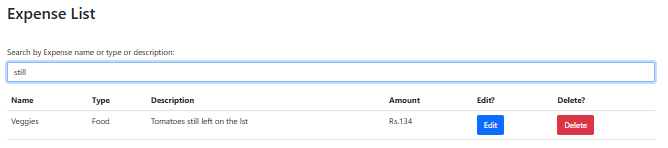 Expense List
Search by Expense name or type or description:
still
Name Type Description Amount Edit? Delete?
Veggies Food Tomatoes still left on the lst Rs.134 Edit Delete